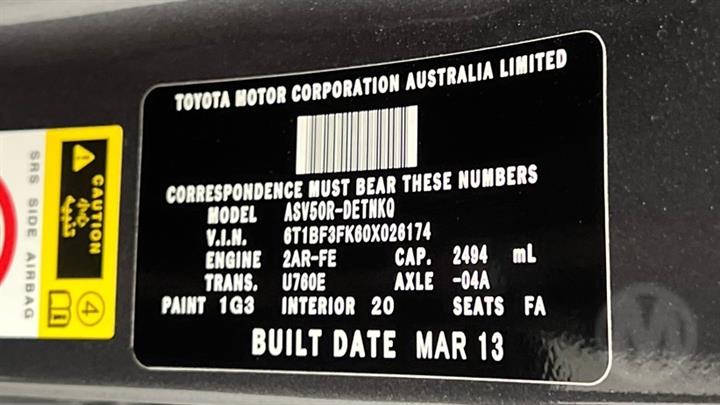 TOYOTA MOTOR CORPORATION AUSTRALIA LIMITED
CORRESPONDENCE MUST BEAR THESE NUMBERS
MODEL ASV50R-DETNKQ
V.I.N. 6T1BF3FK60X026174
ENGINE 2AR-FE CAP. 2494 mL
TRANS. U760E AXLE -04A
PAINT 1G3 INTERIOR 20 SEATS FA
BUILT DATE MAR 13
CAUTION
4
SRS SIDE AIRBAG
M